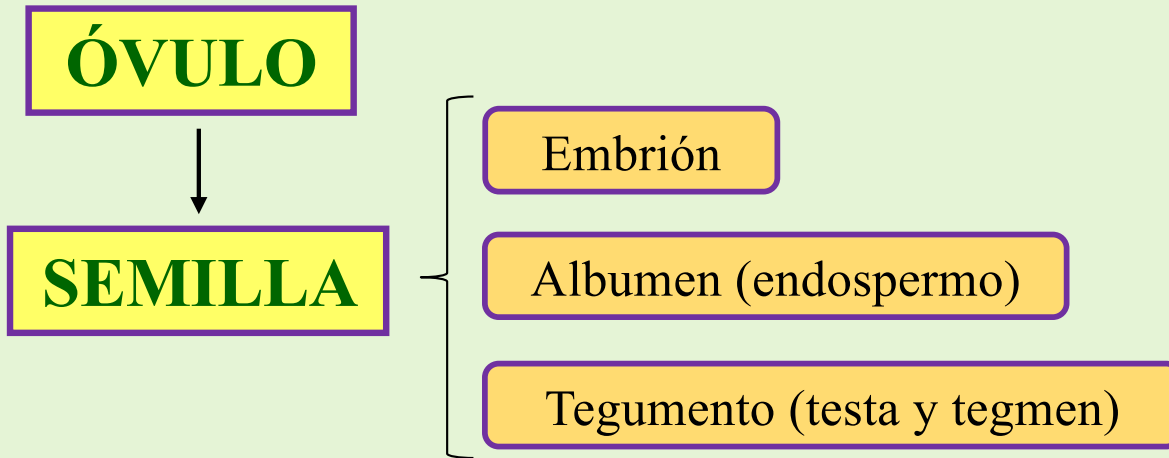 ÓVULO
Embrión
SEMILLA
Albumen (endospermo)
Tegumento (testa y tegmen)